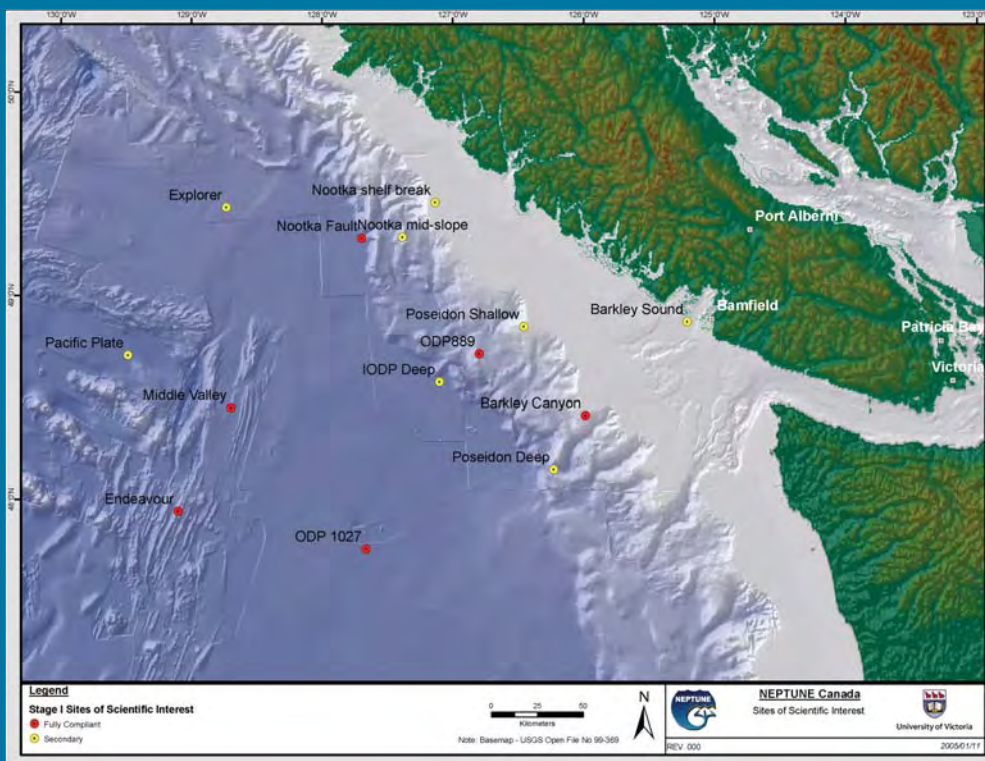 130°0'W 129°0'W 128°0'W 127°0'W 126°0'W 125°0'W 124°0'W 123°0'W
50°0'N
Explorer
Nootka shelf break
Nootka Fault
Nootka mid-slope
Port Alberni
49°0'N
Poseidon Shallow
Barkley Sound
Bamfield
Pacific Plate
ODP889
Patricia Bay
IODP Deep
Victoria
Middle Valley
Barkley Canyon
Poseidon Deep
48°0'N
Endeavour
ODP 1027
Legend
Stage I Sites of Scientific Interest
Fully Compliant
Secondary
0 25 50
Kilometers
N
Note: Basemap - USGS Open File No 99-369
NEPTUNE
NEPTUNE Canada
Sites of Scientific Interest
University of Victoria
REV. 000
2005/01/11